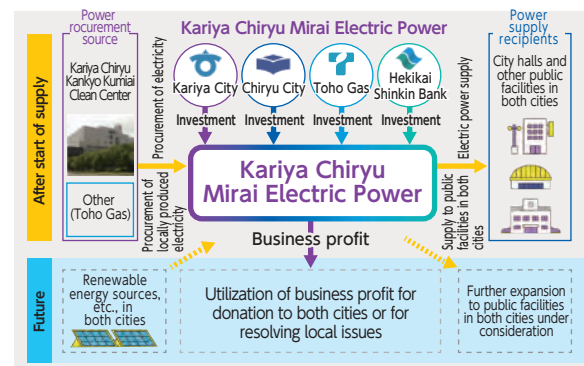 Kariya Chiryu Mirai Electric Power
Power
rocurement
source
Kariya Chiryu
Kankyo Kumiai
Clean Center
Other
(Toho Gas)
After start of supply
Procurement of electricity
Procurement of
locally produced
electricity
Kariya City
Chiryu City
Toho Gas
Hekikai
Shinkin Bank
Investment
Investment
Investment
Investment
Kariya Chiryu
Mirai Electric Power
Business profit
Electric power supply
Supply to public
facilities in both
cities
Power
supply
recipients
City halls and
other public
facilities in
both cities
Future
Renewable
energy sources,
etc., in
both cities
Utilization of business profit for
donation to both cities or for
resolving local issues
Further expansion
to public facilities
in both cities under
consideration